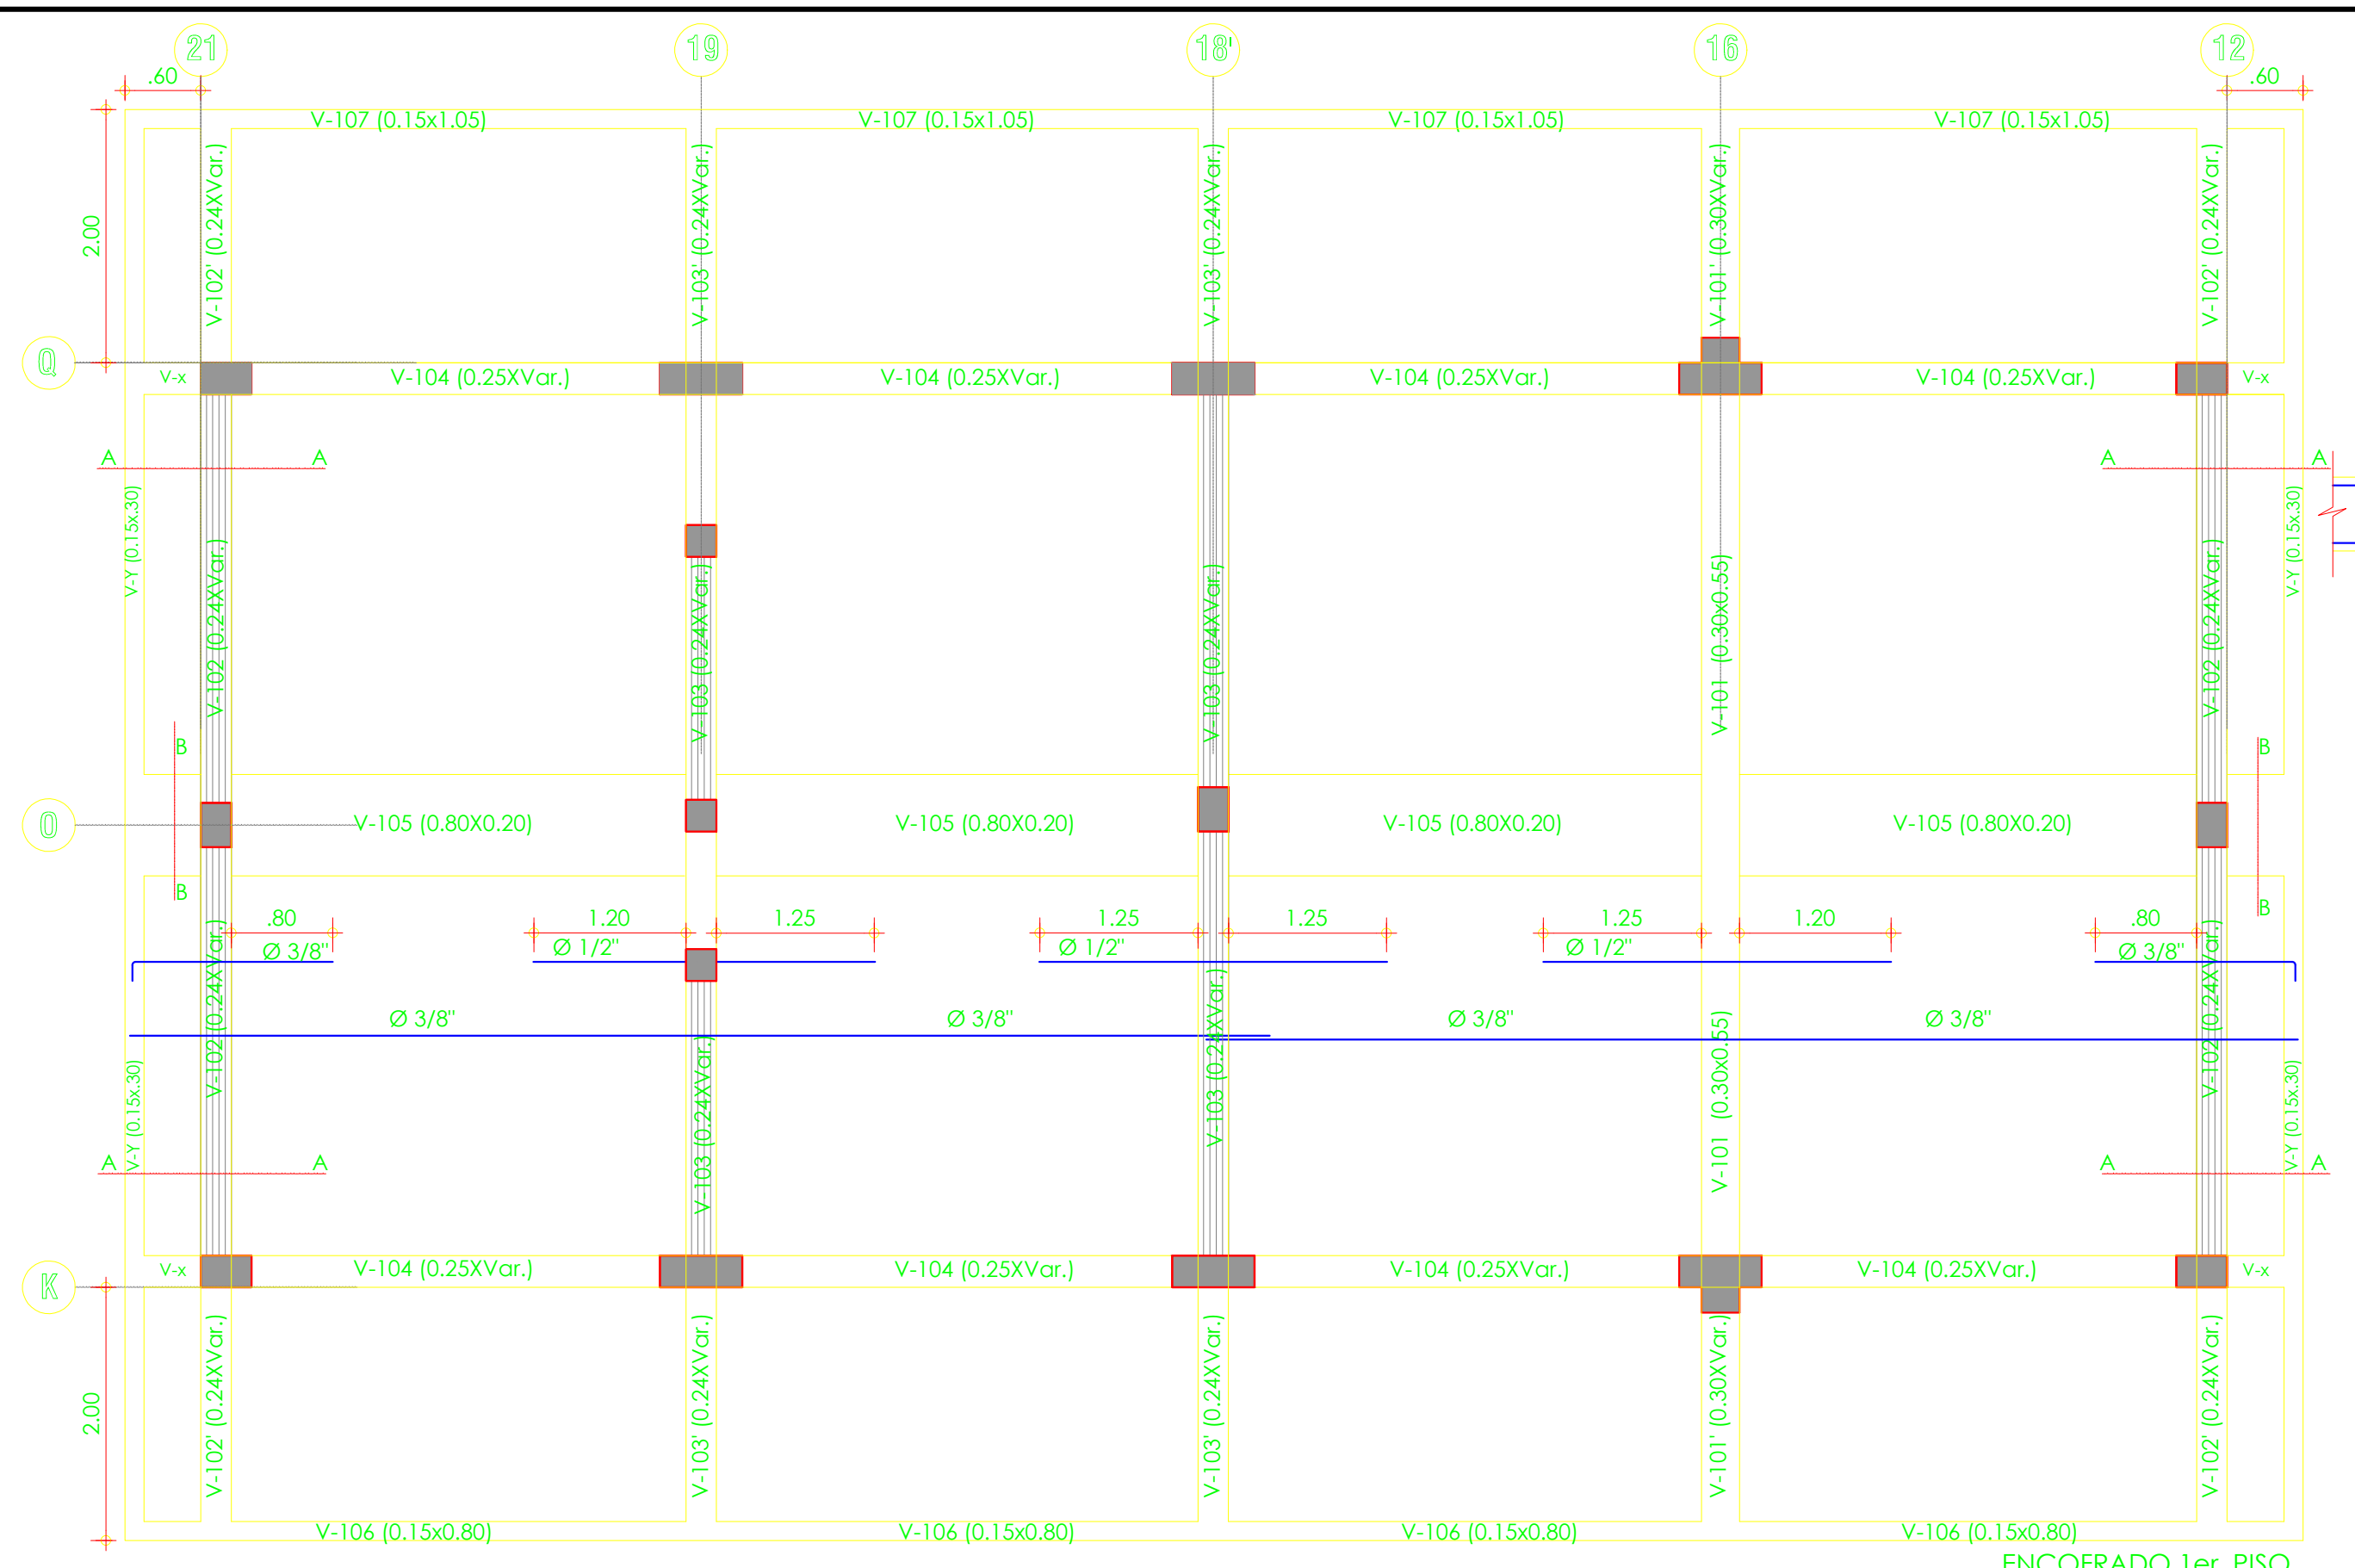 21 19 18' 16 12
.60 .60
V-107 (0.15x1.05) V-107 (0.15x1.05) V-107 (0.15x1.05) V-107 (0.15x1.05)
2.00
V-102' (0.24XVar.) V-103' (0.24XVar.) V-103' (0.24XVar.) V-101' (0.30XVar.) V-102' (0.24XVar.)
Q
V-x V-104 (0.25XVar.) V-104 (0.25XVar.) V-104 (0.25XVar.) V-104 (0.25XVar.) V-x
A A A A
V-Y (0.15x.30) V-Y (0.15x.30)
V-102 (0.24XVar.) V-103 (0.24XVar.) V-103 (0.24XVar.) V-101 (0.30x0.55) V-102 (0.24XVar.)
B B
O
V-105 (0.80X0.20) V-105 (0.80X0.20) V-105 (0.80X0.20) V-105 (0.80X0.20)
B B
.80 1.20 1.25 1.25 1.25 1.25 1.20 .80
Ø 3/8" Ø 1/2" Ø 1/2" Ø 1/2" Ø 3/8"
Ø 3/8" Ø 3/8" Ø 3/8" Ø 3/8"
V-102 (0.24XVar.) V-103 (0.24XVar.) V-103 (0.24XVar.) V-101 (0.30x0.55) V-102 (0.24XVar.)
V-Y (0.15x.30) V-Y (0.15x.30)
A A A A
K
V-x V-104 (0.25XVar.) V-104 (0.25XVar.) V-104 (0.25XVar.) V-104 (0.25XVar.) V-x
2.00
V-102' (0.24XVar.) V-103' (0.24XVar.) V-103' (0.24XVar.) V-101' (0.30XVar.) V-102' (0.24XVar.)
V-106 (0.15x0.80) V-106 (0.15x0.80) V-106 (0.15x0.80) V-106 (0.15x0.80)
ENCOFRADO 1er. PISO